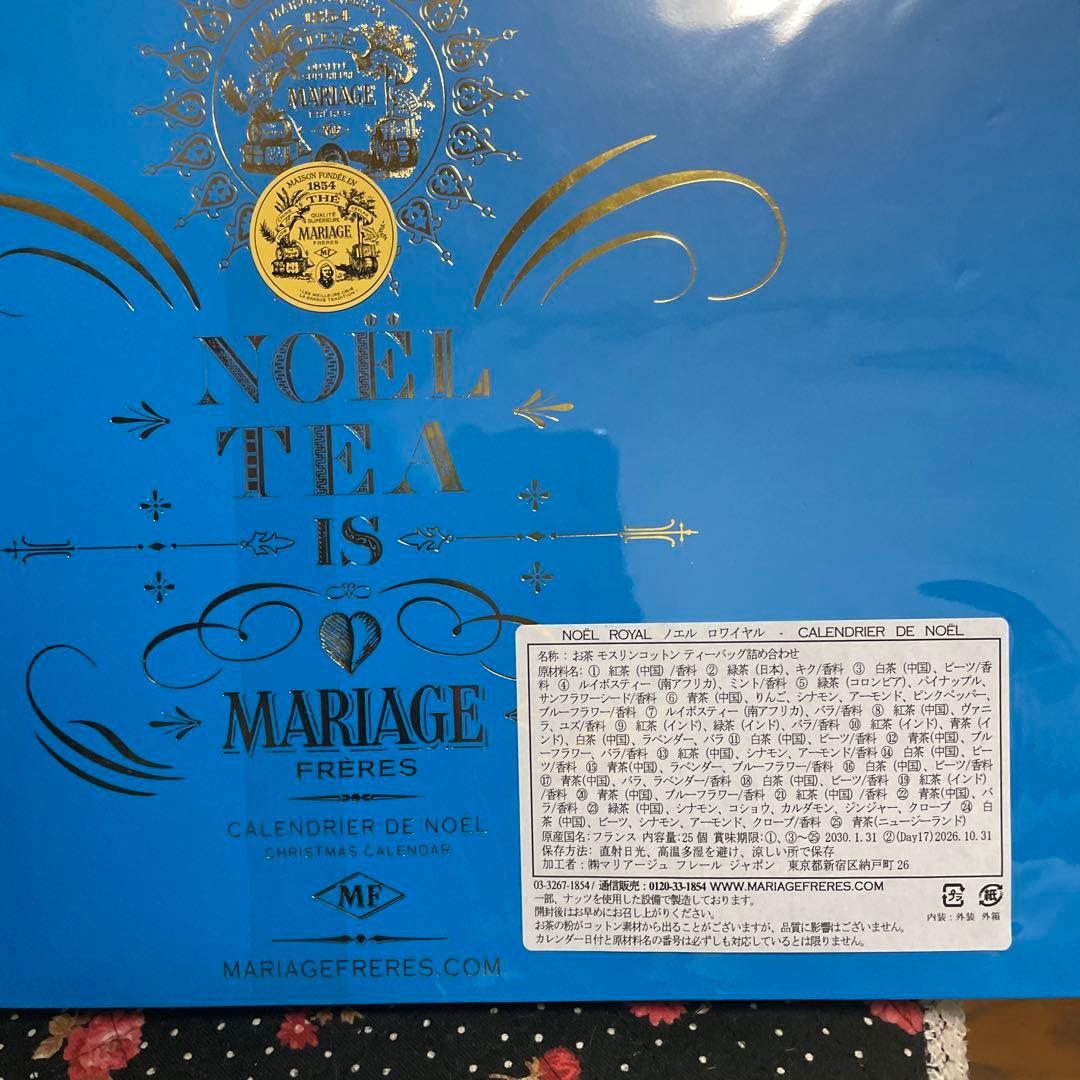 1854
THÉ
QUALITÉ
SUPÉRIEURE
MARIAGE
FRÈRES
MF
MAISON FONDÉE EN
1854
THÉ
QUALITÉ
SUPÉRIEURE
MARIAGE
FRÈRES
MF
LES MEILLEURS CRUS
LA GRANDE TRADITION
NOËL
TEA
IS
MARIAGE
FRÈRES
CALENDRIER DE NOËL
CHRISTMAS CALENDAR
MF
MARIAGEFRERES.COM
NOËL ROYAL ノエル ロワイヤル - CALENDRIER DE NOËL
名称：お茶 モスリンコットン ティーバッグ詰め合わせ
原材料名：① 紅茶（中国）/香料 ② 緑茶（日本）、キク/香料 ③ 白茶（中国）、ビーツ/香
料 ④ ルイボスティー（南アフリカ）、ミント/香料 ⑤ 緑茶（コロンビア）、パイナップル、
サンフラワーシード/香料 ⑥ 青茶（中国）、りんご、シナモン、アーモンド、ピンクペッパー、
ブルーフラワー/香料 ⑦ ルイボスティー（南アフリカ）、バラ/香料 ⑧ 紅茶（中国）、ヴァニ
ラ、ユズ/香料 ⑨ 紅茶（インド）、緑茶（インド）、バラ/香料 ⑩ 紅茶（インド）、青茶（イ
ンド）、白茶（中国）、ラベンダー、バラ ⑪ 白茶（中国）、ビーツ/香料 ⑫ 青茶（中国）、ブル
ーフラワー、バラ/香料 ⑬ 紅茶（中国）、シナモン、アーモンド/香料 ⑭ 白茶（中国）、ビー
ツ/香料 ⑮ 青茶（中国）、ラベンダー、ブルーフラワー/香料 ⑯ 白茶（中国）、ビーツ/香料
⑰ 青茶（中国）、バラ、ラベンダー/香料 ⑱ 白茶（中国）、ビーツ/香料 ⑲ 紅茶（インド）
/香料 ⑳ 青茶（中国）、ブルーフラワー/香料 ㉑ 紅茶（中国）/香料 ㉒ 青茶（中国）、バ
ラ/香料 ㉓ 緑茶（中国）、シナモン、コショウ、カルダモン、ジンジャー、クローブ ㉔ 白
茶（中国）、ビーツ、シナモン、アーモンド、クローブ/香料 ㉕ 青茶（ニュージーランド）
原産国名：フランス 内容量：25個 賞味期限：①、③～㉕ 2030.1.31 ②(Day17)2026.10.31
保存方法: 直射日光、高温多湿を避け、涼しい所で保存
加工者：㈱マリアージュ フレール ジャポン 東京都新宿区納戸町26
03-3267-1854 / 通信販売：0120-33-1854 WWW.MARIAGEFRERES.COM
一部、ナッツを使用した設備で製造しております。
開封後はお早めにお召し上がりください。
お茶の粉がコットン素材から出ることがございますが、品質に影響はございません。
カレンダー日付と原材料名の番号は必ずしも対応しているとは限りません。
プラ 紙
内装：外装 外箱